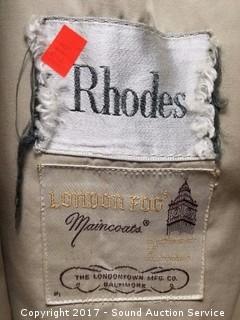 Rhodes
LONDON FOG®
Maincoats®
THE LONDONTOWN MFG. CO.
BALTIMORE
Copyright 2017 - Sound Auction Service